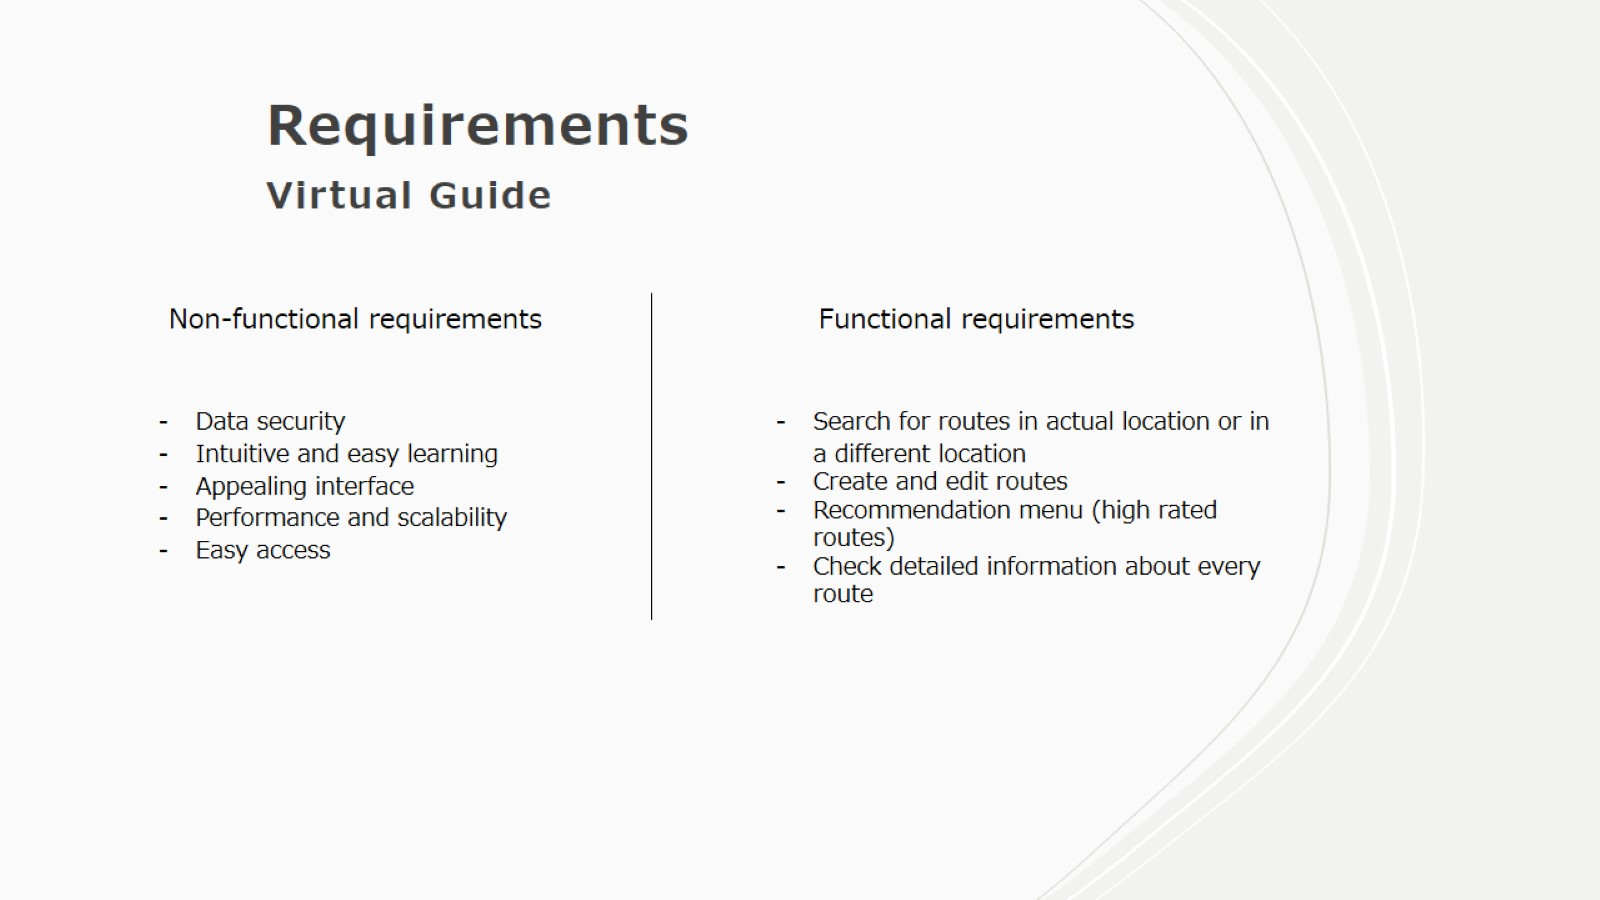 Requirements
Virtual Guide
Non-functional requirements
- Data security
- Intuitive and easy learning
- Appealing interface
- Performance and scalability
- Easy access
Functional requirements
- Search for routes in actual location or in
a different location
- Create and edit routes
- Recommendation menu (high rated
routes)
- Check detailed information about every
route